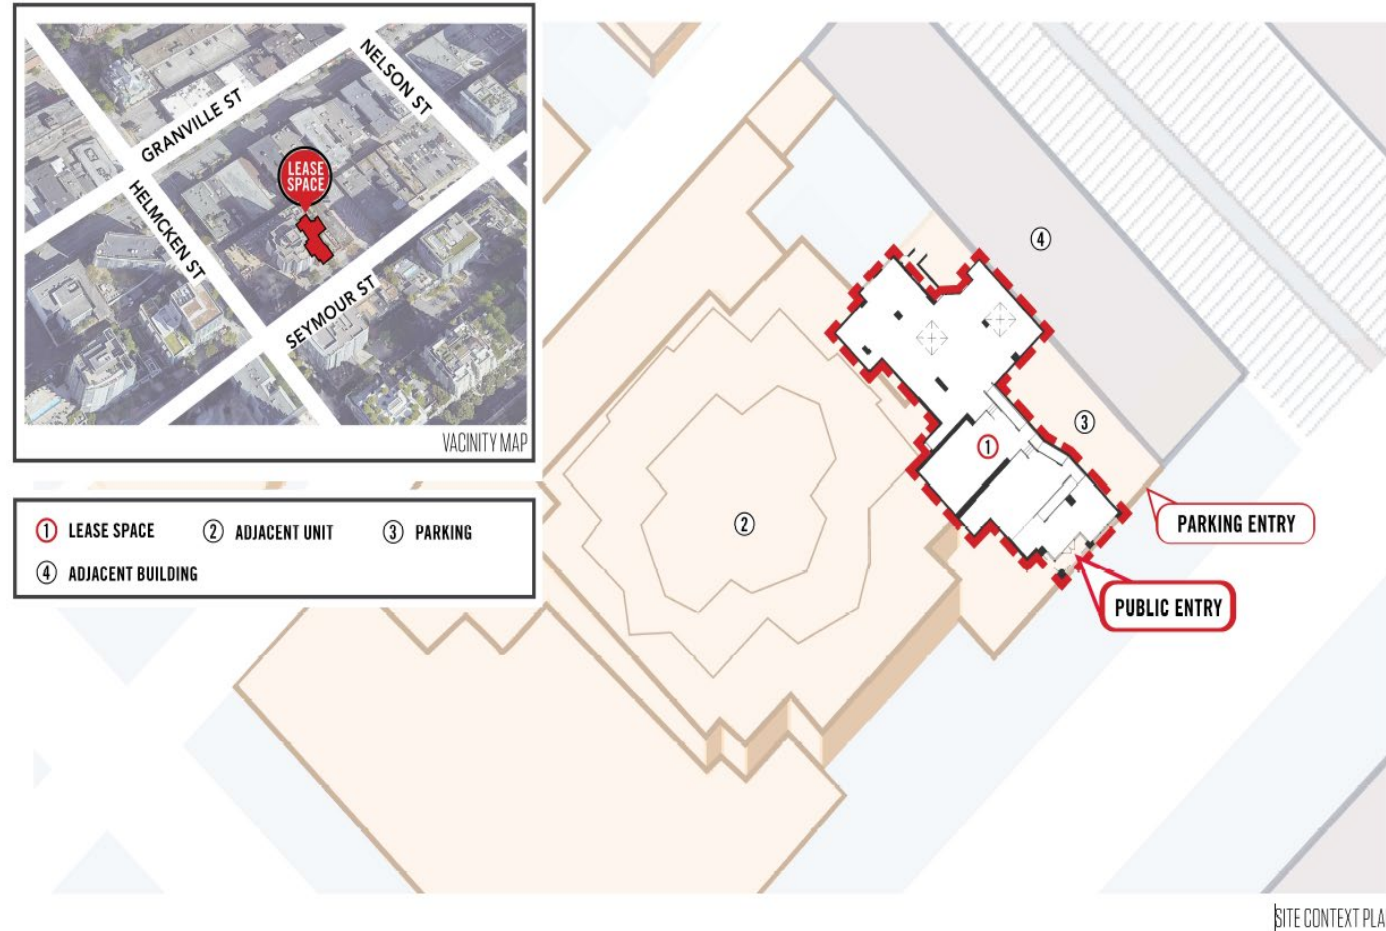 NELSON ST
GRANVILLE ST
LEASE
SPACE
HELMCKEN ST
SEYMOUR ST
VACINITY MAP
1 LEASE SPACE
2 ADJACENT UNIT
3 PARKING
4 ADJACENT BUILDING
4
3
1
2
PARKING ENTRY
PUBLIC ENTRY
SITE CONTEXT PLA